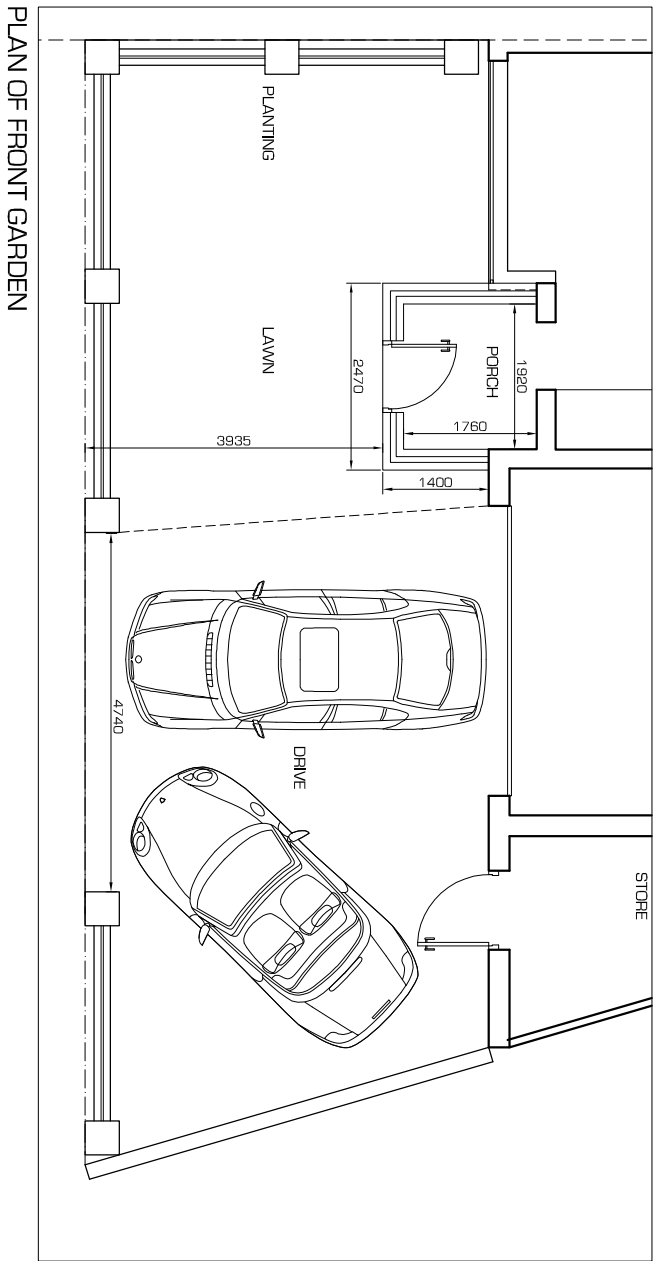 STORE
PORCH
1920
1760
2470
1400
PLANTING
LAWN
3935
DRIVE
4740
PLAN OF FRONT GARDEN